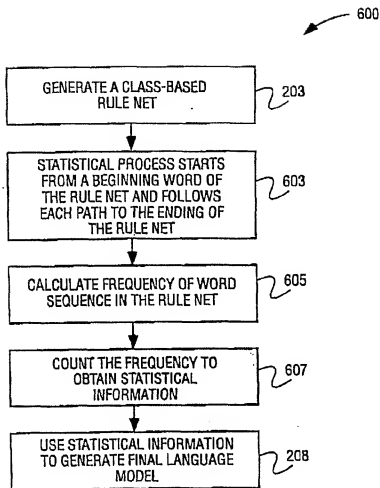 600
GENERATE A CLASS-BASED
RULE NET
203
STATISTICAL PROCESS STARTS
FROM A BEGINNING WORD OF
THE RULE NET AND FOLLOWS
EACH PATH TO THE ENDING OF
THE RULE NET
603
CALCULATE FREQUENCY OF WORD
SEQUENCE IN THE RULE NET
605
COUNT THE FREQUENCY TO
OBTAIN STATISTICAL
INFORMATION
607
USE STATISTICAL INFORMATION
TO GENERATE FINAL LANGUAGE
MODEL
208